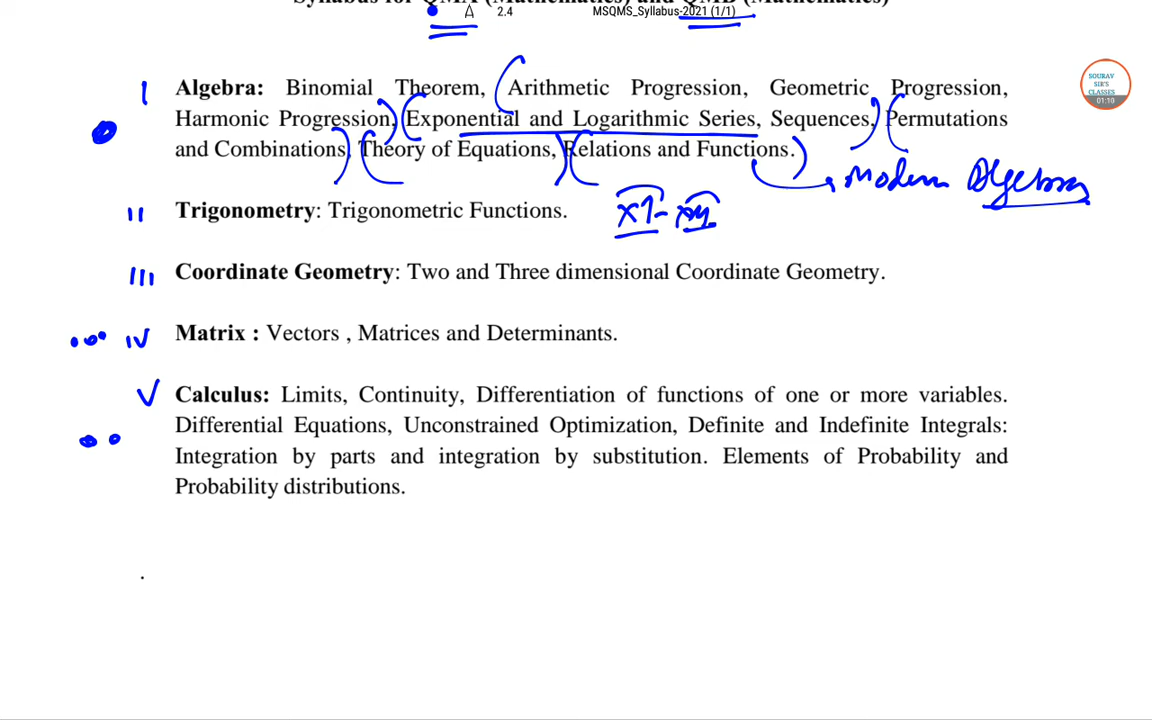 Syllabus for QMA (Mathematics) and QMB (Mathematics)
A 2.4 MSQMS_Syllabus-2021 (1/1)
SOURAV
SIR'S
CLASSES
01:10
I Algebra: Binomial Theorem, Arithmetic Progression, Geometric Progression,
Harmonic Progression, Exponential and Logarithmic Series, Sequences, Permutations
and Combinations, Theory of Equations, Relations and Functions.
Modern Algebra
II Trigonometry: Trigonometric Functions. XI - XII
III Coordinate Geometry: Two and Three dimensional Coordinate Geometry.
IV Matrix : Vectors , Matrices and Determinants.
V Calculus: Limits, Continuity, Differentiation of functions of one or more variables.
Differential Equations, Unconstrained Optimization, Definite and Indefinite Integrals:
Integration by parts and integration by substitution. Elements of Probability and
Probability distributions.